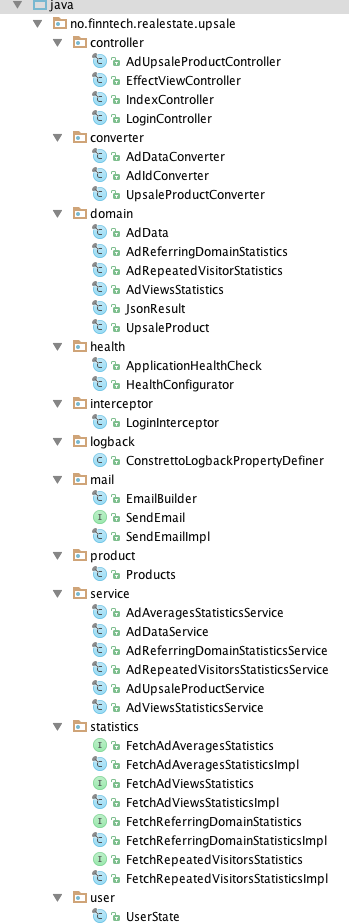 java
no.finntech.realestate.upsale
controller
AdUpsaleProductController
EffectViewController
IndexController
LoginController
converter
AdDataConverter
AdIdConverter
UpsaleProductConverter
domain
AdData
AdReferringDomainStatistics
AdRepeatedVisitorStatistics
AdViewsStatistics
JsonResult
UpsaleProduct
health
ApplicationHealthCheck
HealthConfigurator
interceptor
LoginInterceptor
logback
ConstrettoLogbackPropertyDefiner
mail
EmailBuilder
SendEmail
SendEmailImpl
product
Products
service
AdAveragesStatisticsService
AdDataService
AdReferringDomainStatisticsService
AdRepeatedVisitorsStatisticsService
AdUpsaleProductService
AdViewsStatisticsService
statistics
FetchAdAveragesStatistics
FetchAdAveragesStatisticsImpl
FetchAdViewsStatistics
FetchAdViewsStatisticsImpl
FetchReferringDomainStatistics
FetchReferringDomainStatisticsImpl
FetchRepeatedVisitorsStatistics
FetchRepeatedVisitorsStatisticsImpl
user
UserState